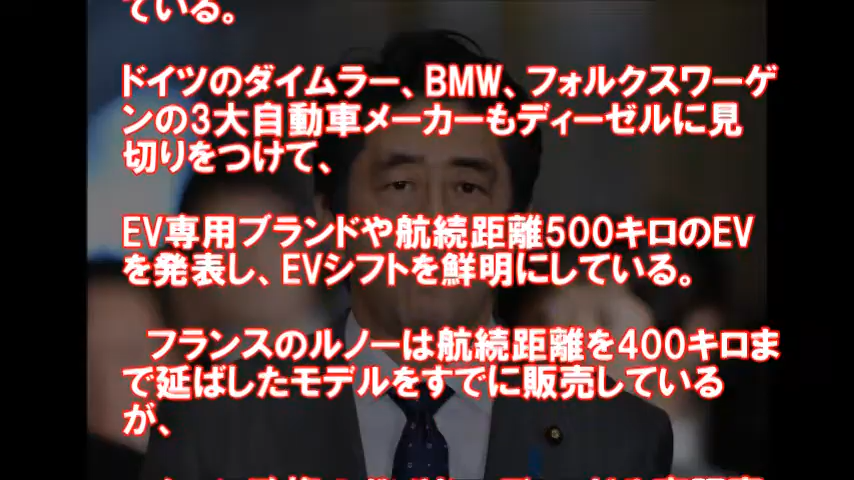 ている。
ドイツのダイムラー、BMW、フォルクスワーゲ
ンの3大自動車メーカーもディーゼルに見
切りをつけて、
EV専用ブランドや航続距離500キロのEV
を発表し、EVシフトを鮮明にしている。
フランスのルノーは航続距離を400キロま
で延ばしたモデルをすでに販売している
が、